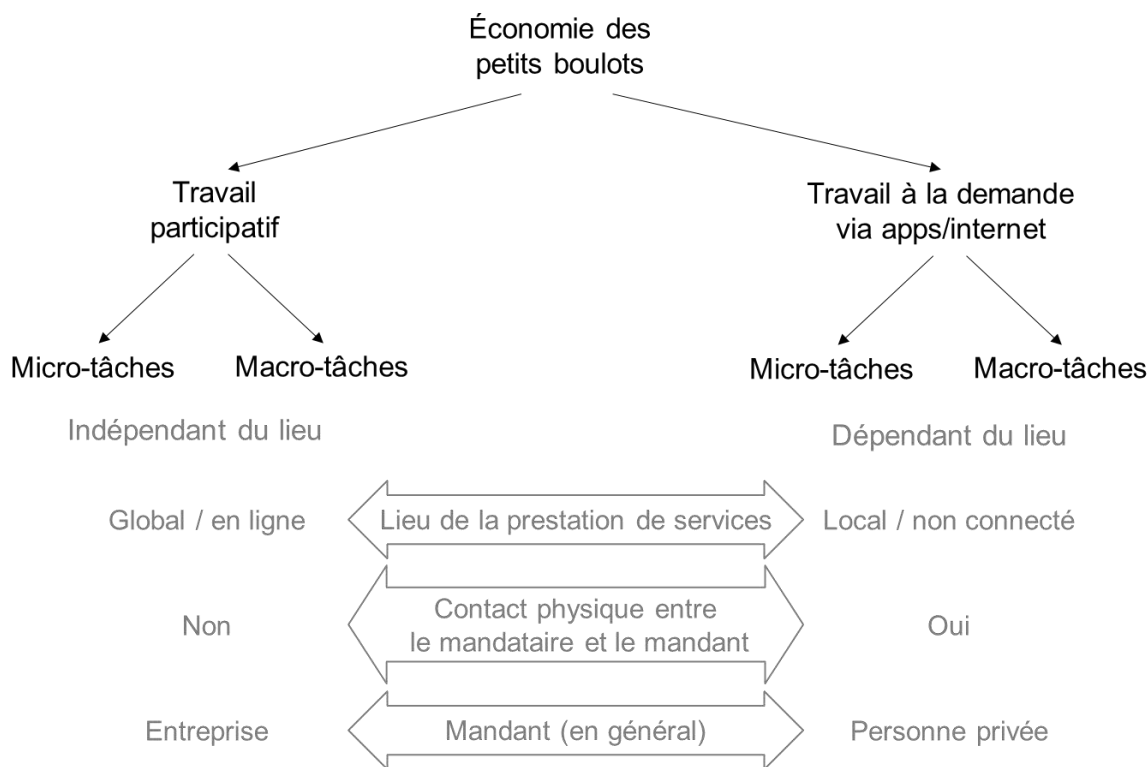 Économie des
petits boulots
Travail
participatif
Travail à la demande
via apps/internet
Micro-tâches
Macro-tâches
Micro-tâches
Macro-tâches
Indépendant du lieu
Dépendant du lieu
Global / en ligne
Lieu de la prestation de services
Local / non connecté
Non
Contact physique entre
le mandataire et le mandant
Oui
Entreprise
Mandant (en général)
Personne privée